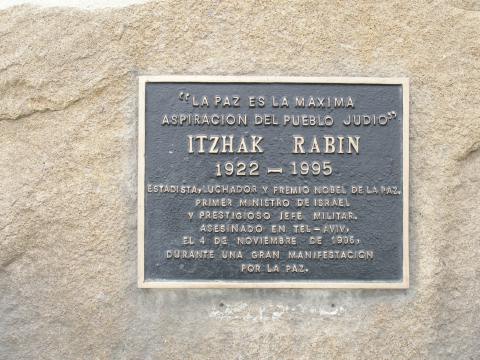 "LA PAZ ES LA MAXIMA
ASPIRACION DEL PUEBLO JUDIO"
ITZHAK RABIN
1922 — 1995
ESTADISTA, LUCHADOR Y PREMIO NOBEL DE LA PAZ.
PRIMER MINISTRO DE ISRAEL
Y PRESTIGIOSO JEFE MILITAR.
ASESINADO EN TEL-AVIV,
EL 4 DE NOVIEMBRE DE 1996,
DURANTE UNA GRAN MANIFESTACION
POR LA PAZ.